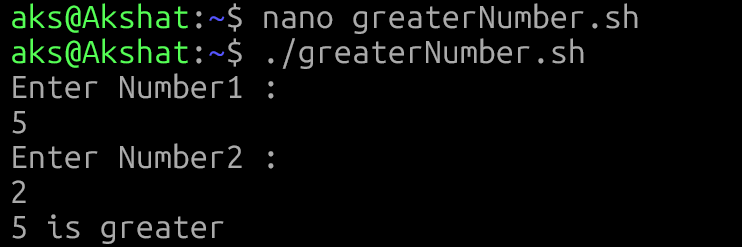 aks@Akshat:~$ nano greaterNumber.sh
aks@Akshat:~$ ./greaterNumber.sh
Enter Number1 :
5
Enter Number2 :
2
5 is greater